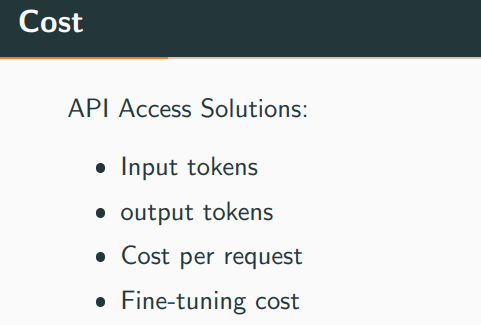 Cost
API Access Solutions:
• Input tokens
• output tokens
• Cost per request
• Fine-tuning cost